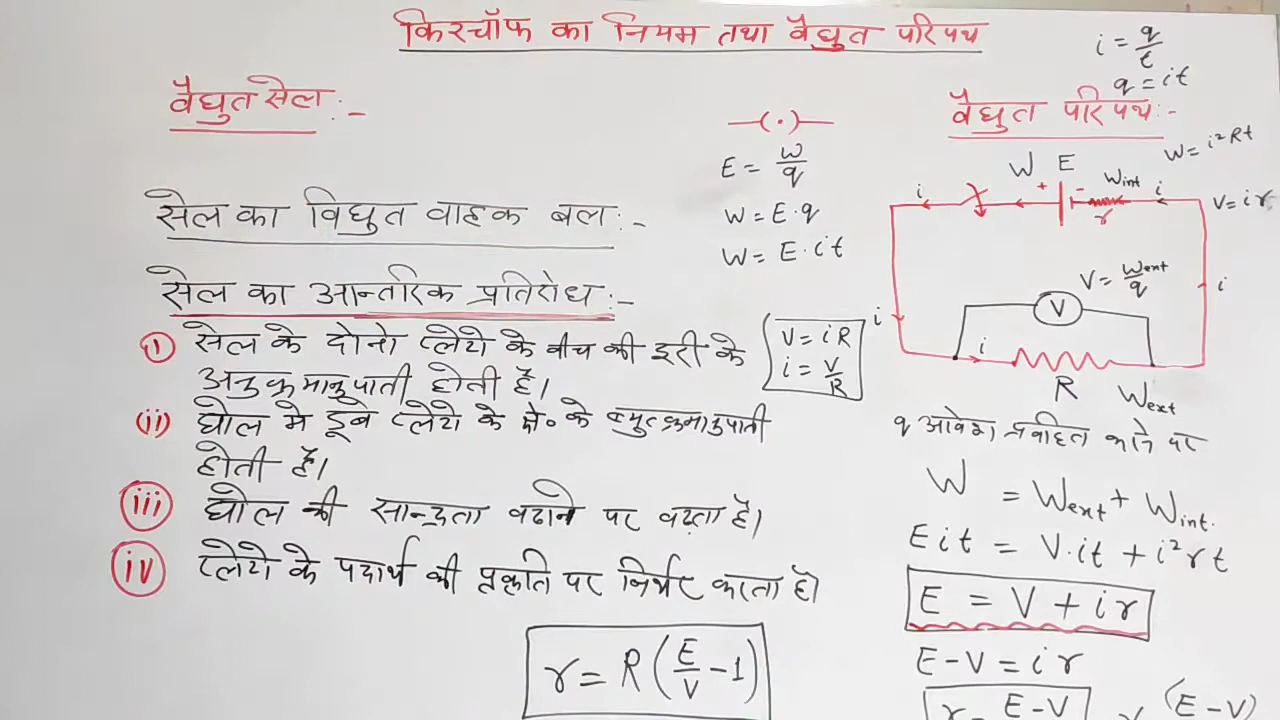 किरचॉफ का नियम तथा वैद्युत परिपथ
i = q/t
q = it
वैद्युत सेल :-
E = w/q
W = E·q
W = E·it
सेल का विद्युत वाहक बल :-
सेल का आन्तरिक प्रतिरोध :-
(i) सेल के दोनो प्लेटो के बीच की दूरी के
अनुक्रमानुपाती होती है।
V = iR
i = V/R
(ii) घोल मे डूबे प्लेटो के क्षे० के व्युत्क्रमानुपाती
होती है।
(iii) घोल की सान्द्रता बढाने पर बढ़ता है।
(iv) प्लेटो के पदार्थ की प्रकृति पर निर्भर करता है।
r = R(E/V - 1)
वैद्युत परिपथ :-
W = i²Rt
W E
+ - Wint
i i
r
V = ir
V = Went/q
V
i i
i
R Wext
q आवेश प्रवाहित करने पर
W = Wext + Wint.
Eit = V·it + i²rt
E = V + ir
E-V = ir
E-V
(E-V)